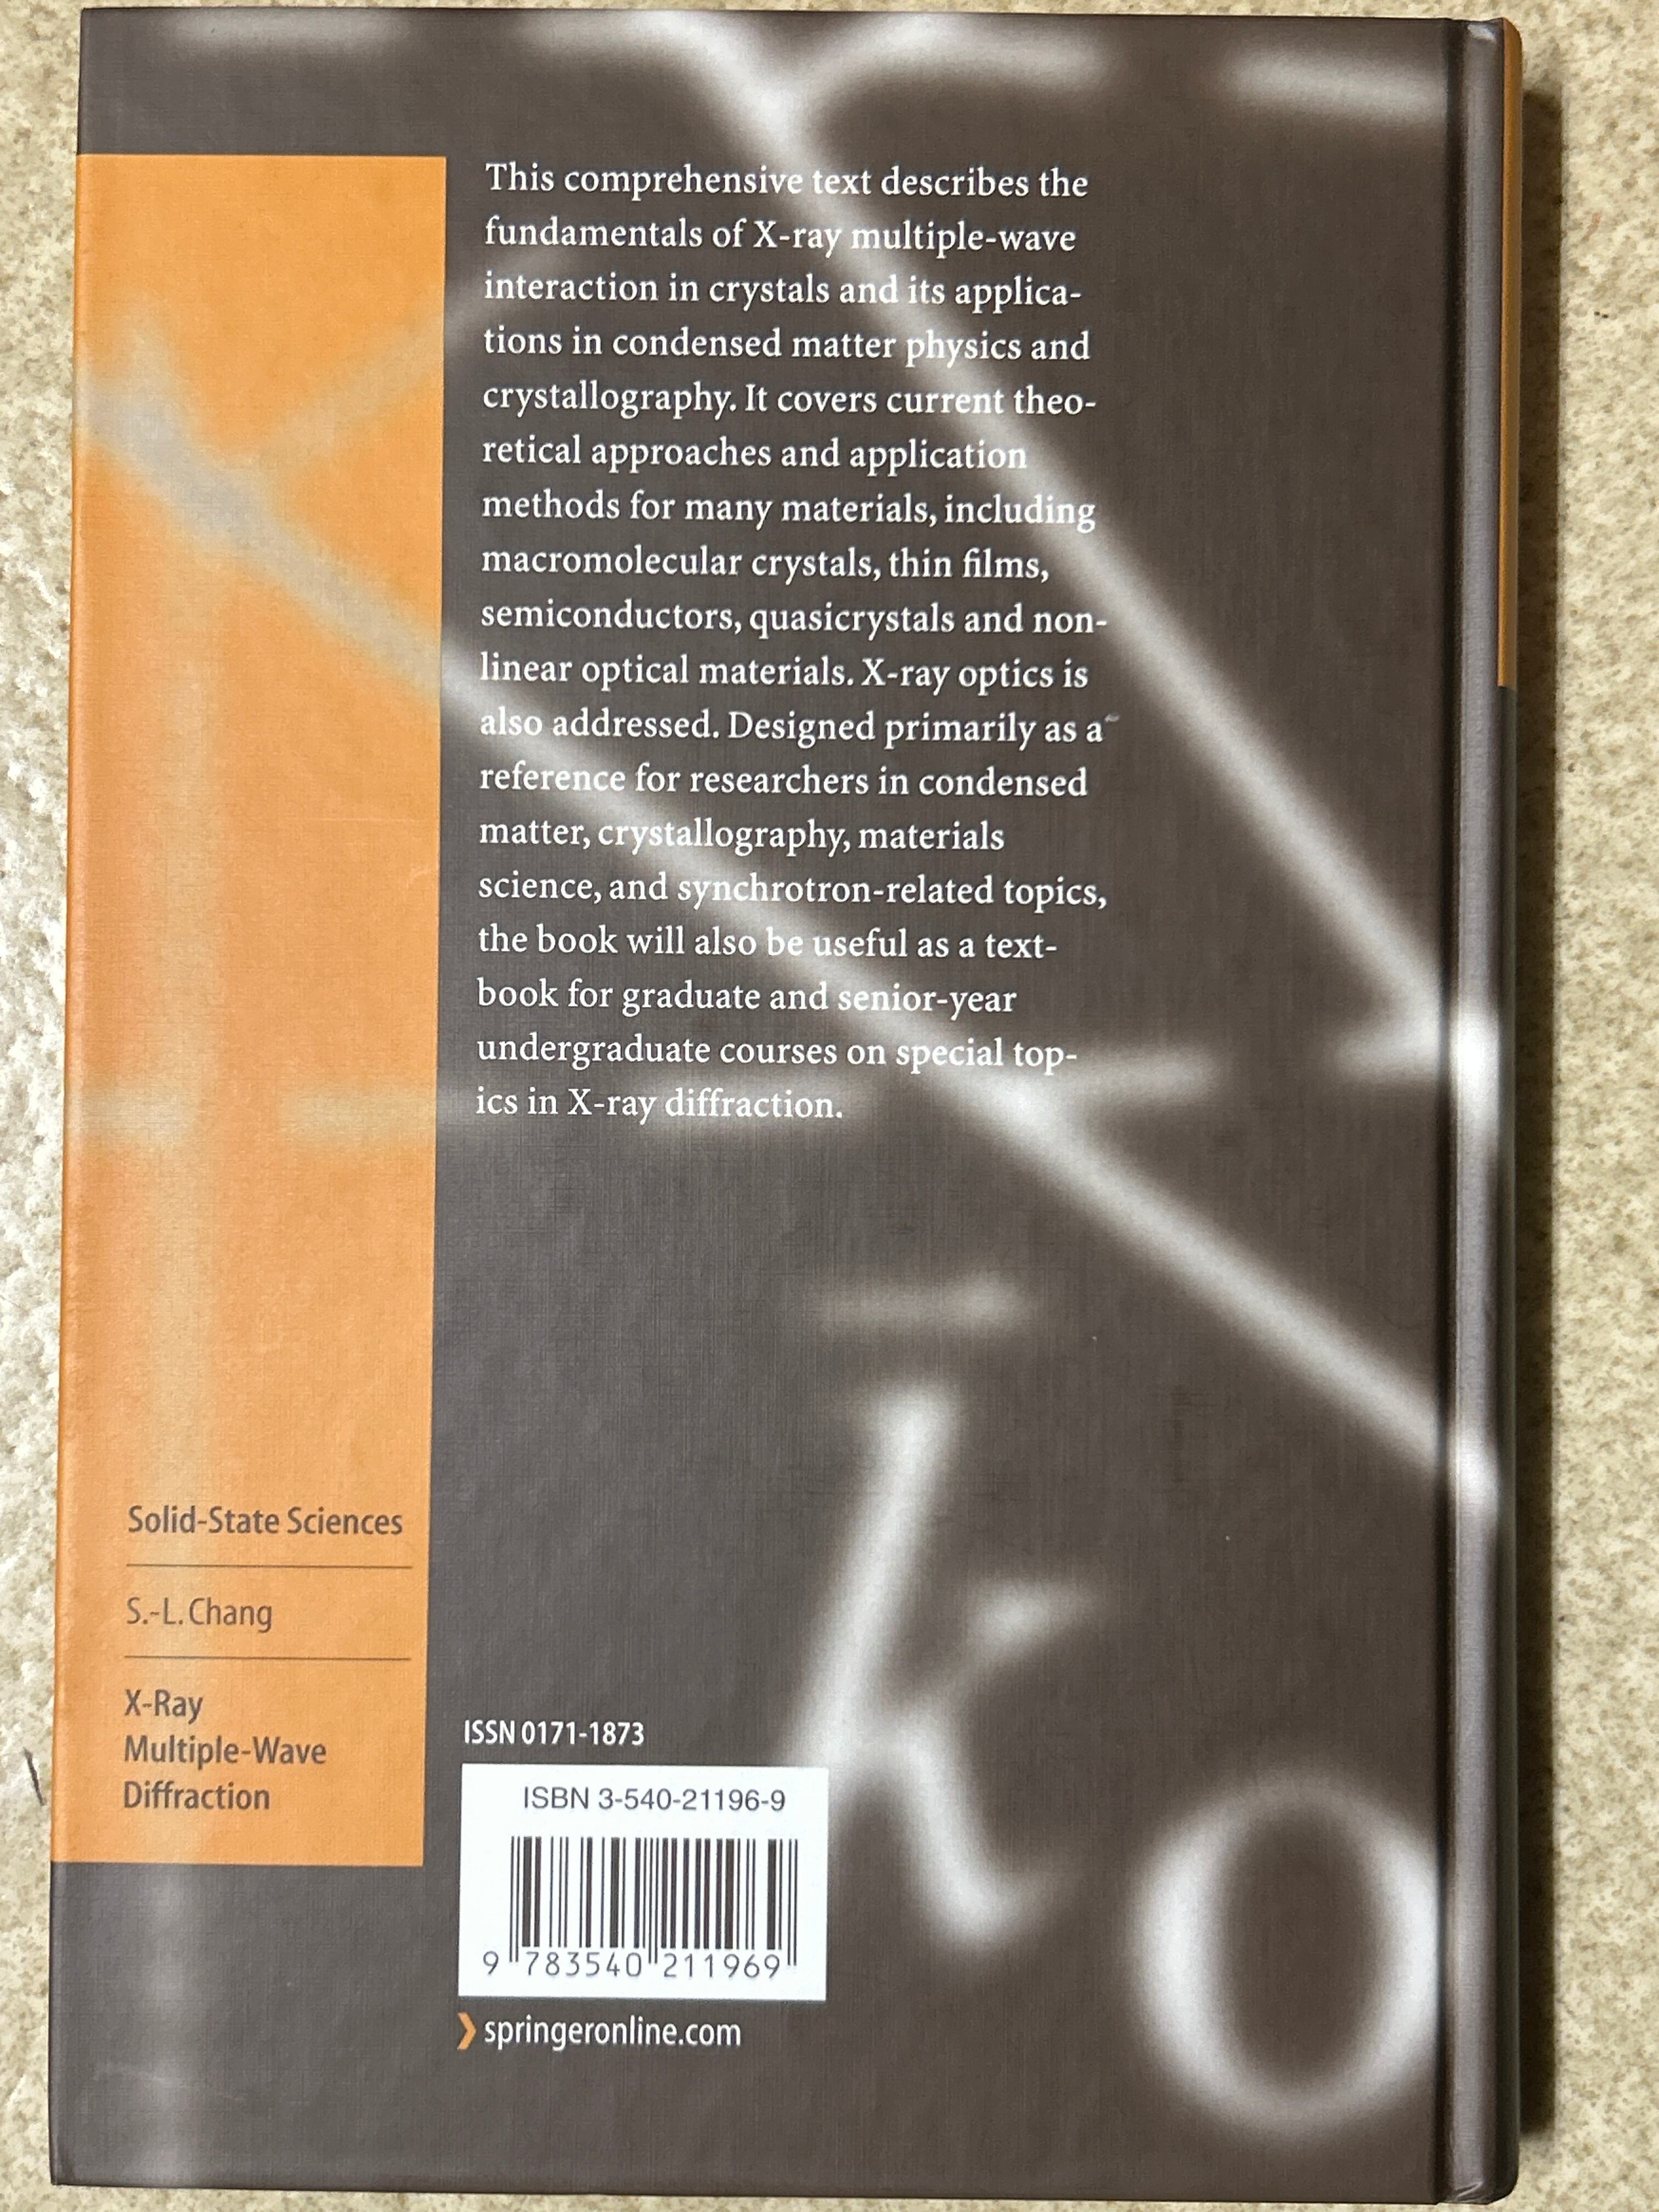 This comprehensive text describes the
fundamentals of X-ray multiple-wave
interaction in crystals and its applica-
tions in condensed matter physics and
crystallography. It covers current theo-
retical approaches and application
methods for many materials, including
macromolecular crystals, thin films,
semiconductors, quasicrystals and non-
linear optical materials. X-ray optics is
also addressed. Designed primarily as a
reference for researchers in condensed
matter, crystallography, materials
science, and synchrotron-related topics,
the book will also be useful as a text-
book for graduate and senior-year
undergraduate courses on special top-
ics in X-ray diffraction.
Solid-State Sciences
S.-L. Chang
X-Ray
Multiple-Wave
Diffraction
ISSN 0171-1873
ISBN 3-540-21196-9
9 783540 211969
springeronline.com
k
o